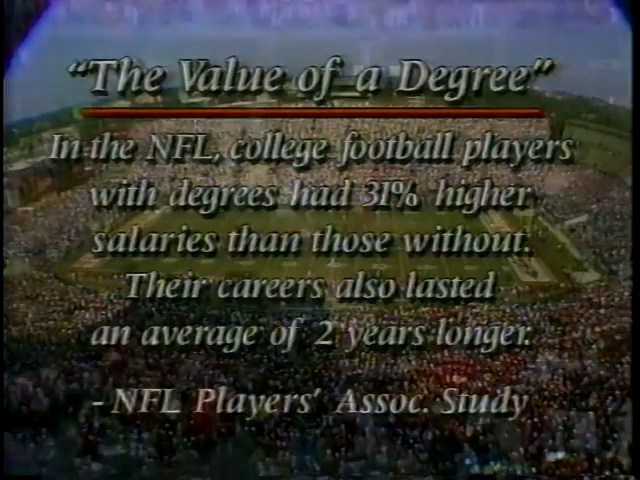 "The Value of a Degree"
In the NFL, college football players
with degrees had 31% higher
salaries than those without.
Their careers also lasted
an average of 2 years longer.
- NFL Players' Assoc. Study